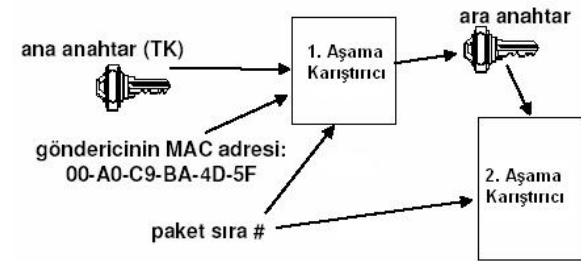 ara anahtar
ana anahtar (TK)
1. Aşama
Karıştırıcı
göndericinin MAC adresi:
00-A0-C9-BA-4D-5F
2. Aşama
Karıştırıcı
paket sıra #